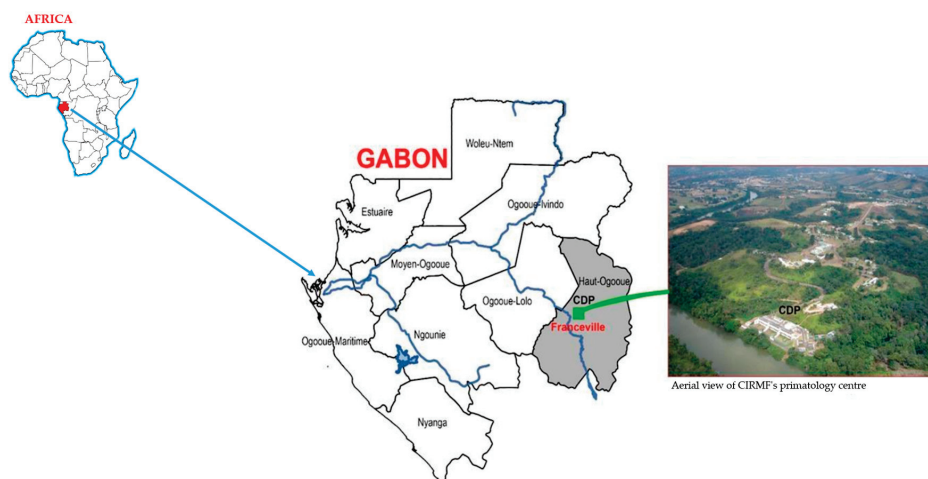 AFRICA
GABON
Woleu-Ntem
Estuaire
Ogooue-Ivindo
Moyen-Ogooue
Haut-Ogooue
Ogooue-Lolo
CDP
Franceville
Ogooue-Maritime
Ngounie
Nyanga
CDP
Aerial view of CIRMF's primatology centre